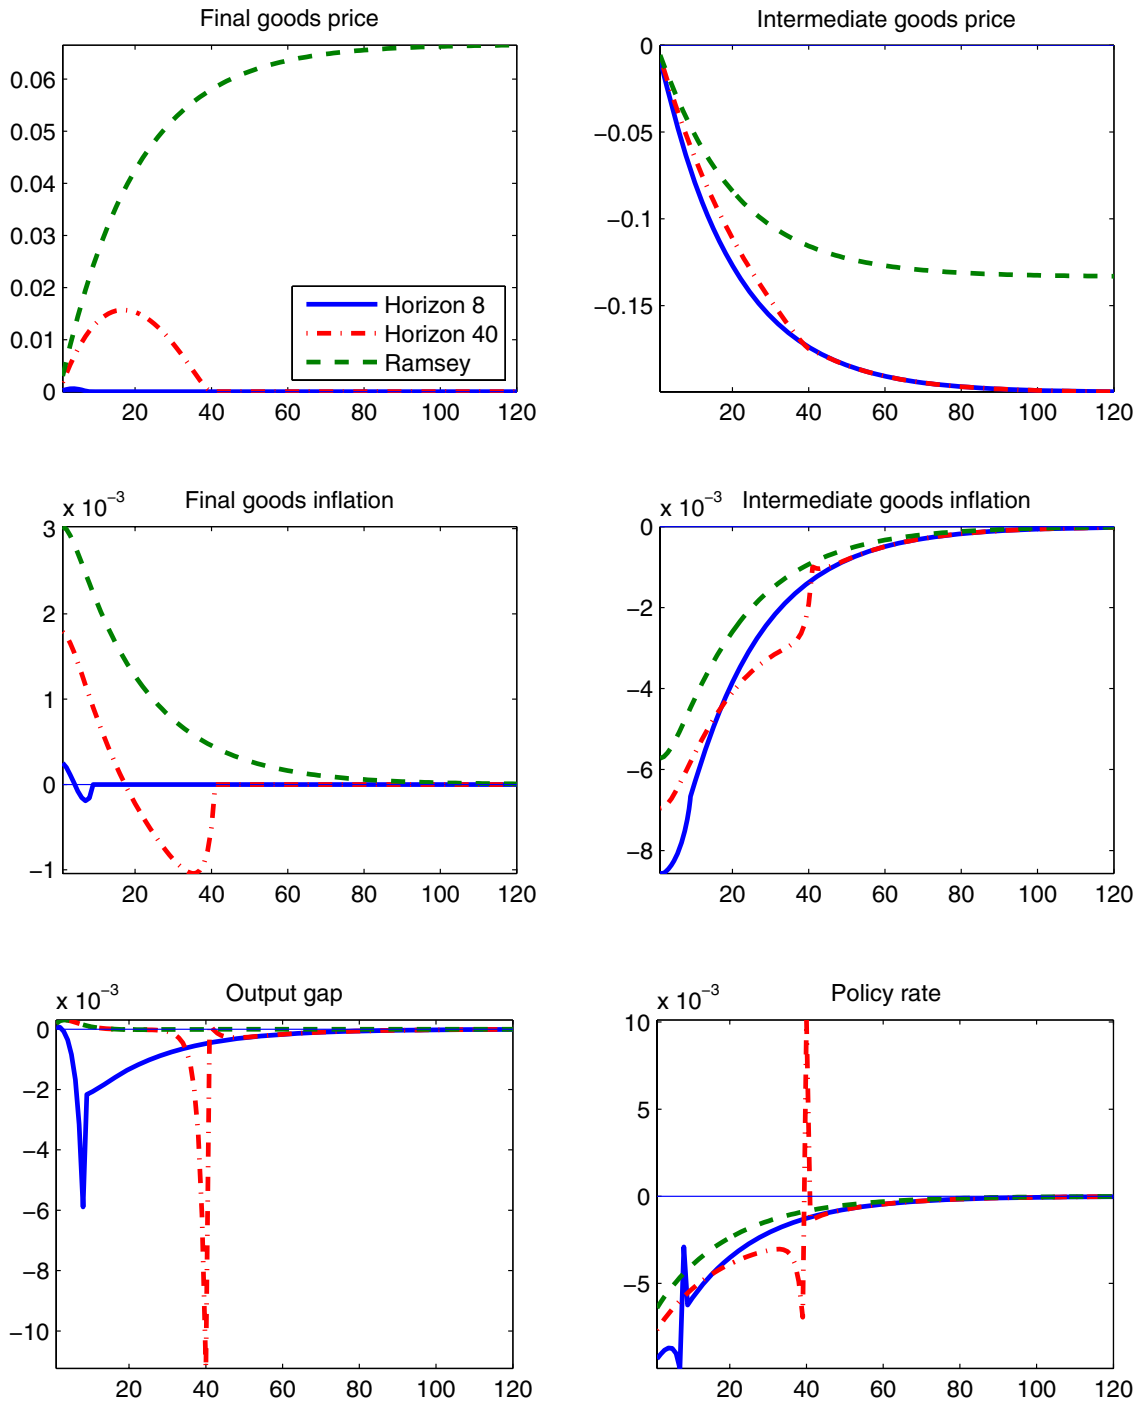 Final goods price
0.06
0.05
0.04
0.03
0.02
0.01
0
20 40 60 80 100 120
Horizon 8
Horizon 40
Ramsey
Intermediate goods price
0
−0.05
−0.1
−0.15
20 40 60 80 100 120
x 10−3 Final goods inflation
3
2
1
0
−1
20 40 60 80 100 120
x 10−3 Intermediate goods inflation
0
−2
−4
−6
−8
20 40 60 80 100 120
x 10−3 Output gap
0
−2
−4
−6
−8
−10
20 40 60 80 100 120
x 10−3 Policy rate
10
5
0
−5
20 40 60 80 100 120